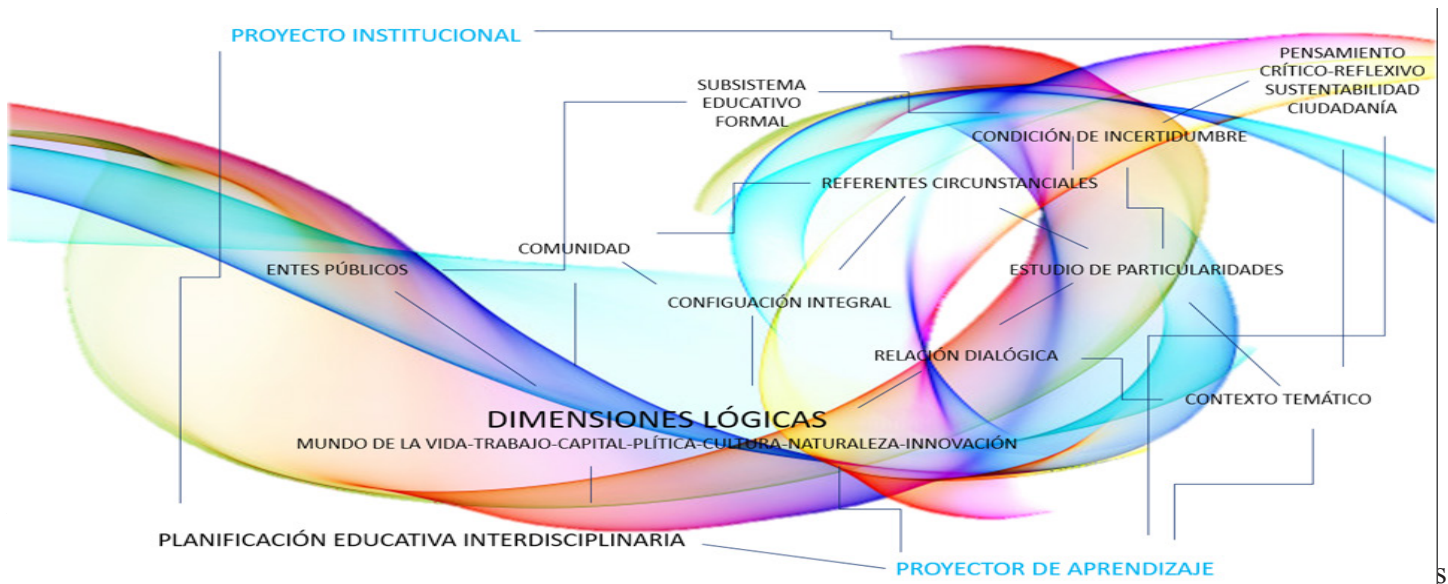 PROYECTO INSTITUCIONAL
PENSAMIENTO
CRÍTICO-REFLEXIVO
SUSTENTABILIDAD
CIUDADANÍA
SUBSISTEMA
EDUCATIVO
FORMAL
CONDICIÓN DE INCERTIDUMBRE
REFERENTES CIRCUNSTANCIALES
COMUNIDAD
ENTES PÚBLICOS
ESTUDIO DE PARTICULARIDADES
CONFIGUACIÓN INTEGRAL
RELACIÓN DIALÓGICA
CONTEXTO TEMÁTICO
DIMENSIONES LÓGICAS
MUNDO DE LA VIDA-TRABAJO-CAPITAL-PLÍTICA-CULTURA-NATURALEZA-INNOVACIÓN
PLANIFICACIÓN EDUCATIVA INTERDISCIPLINARIA
PROYECTOR DE APRENDIZAJE
S